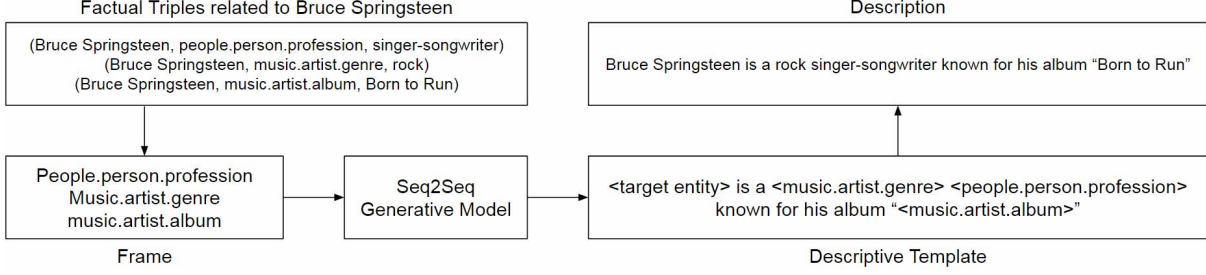 Factual Triples related to Bruce Springsteen
(Bruce Springsteen, people.person.profession, singer-songwriter)
(Bruce Springsteen, music.artist.genre, rock)
(Bruce Springsteen, music.artist.album, Born to Run)
Description
Bruce Springsteen is a rock singer-songwriter known for his album “Born to Run”
People.person.profession
Music.artist.genre
music.artist.album
Frame
Seq2Seq
Generative Model
<target entity> is a <music.artist.genre> <people.person.profession>
known for his album “<music.artist.album>”
Descriptive Template